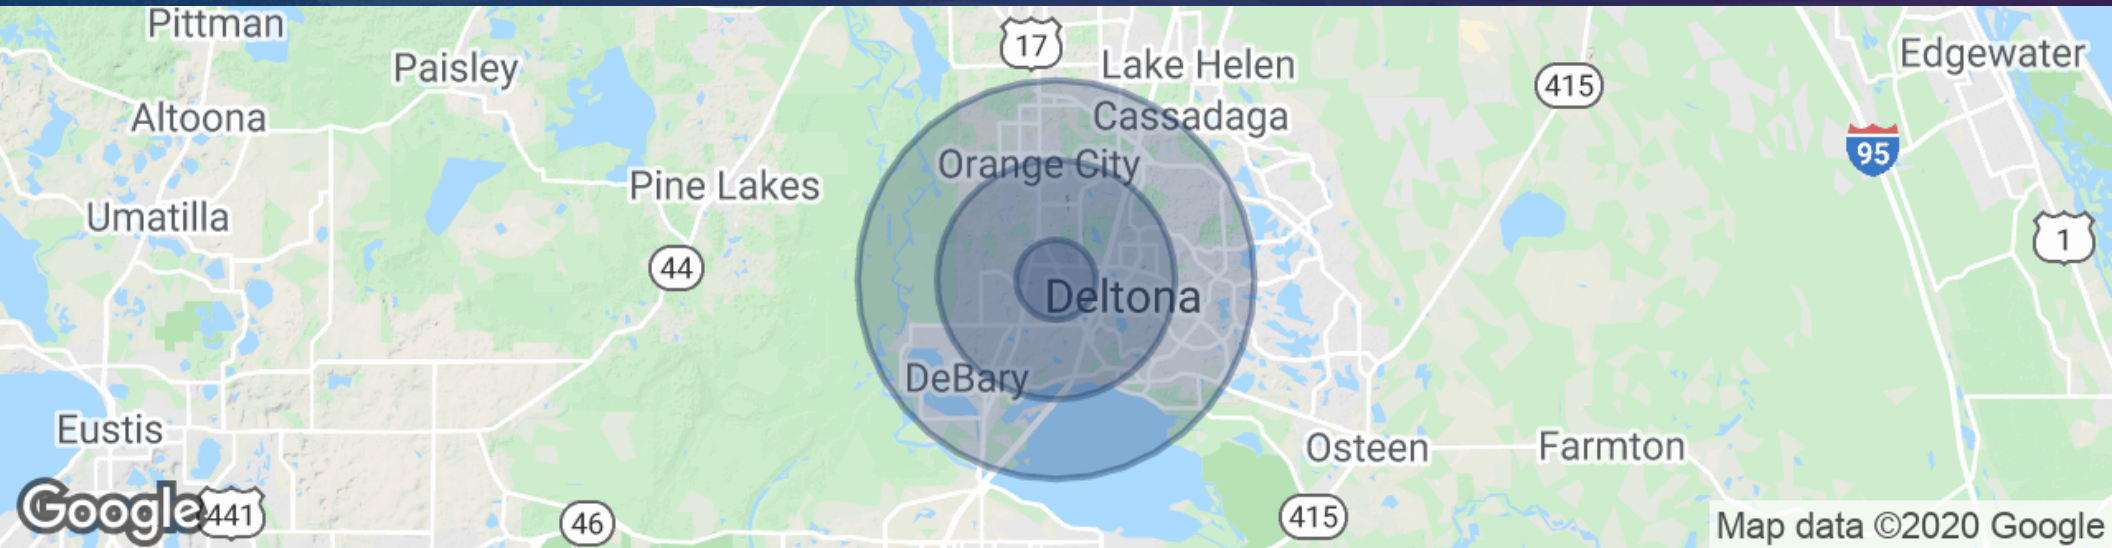 Pittman
17
Edgewater
Paisley
Lake Helen
415
Altoona
Cassadaga
95
Orange City
Pine Lakes
Umatilla
1
44
Deltona
DeBary
Eustis
Osteen
Farmton
Google
441
46
415
Map data ©2020 Google